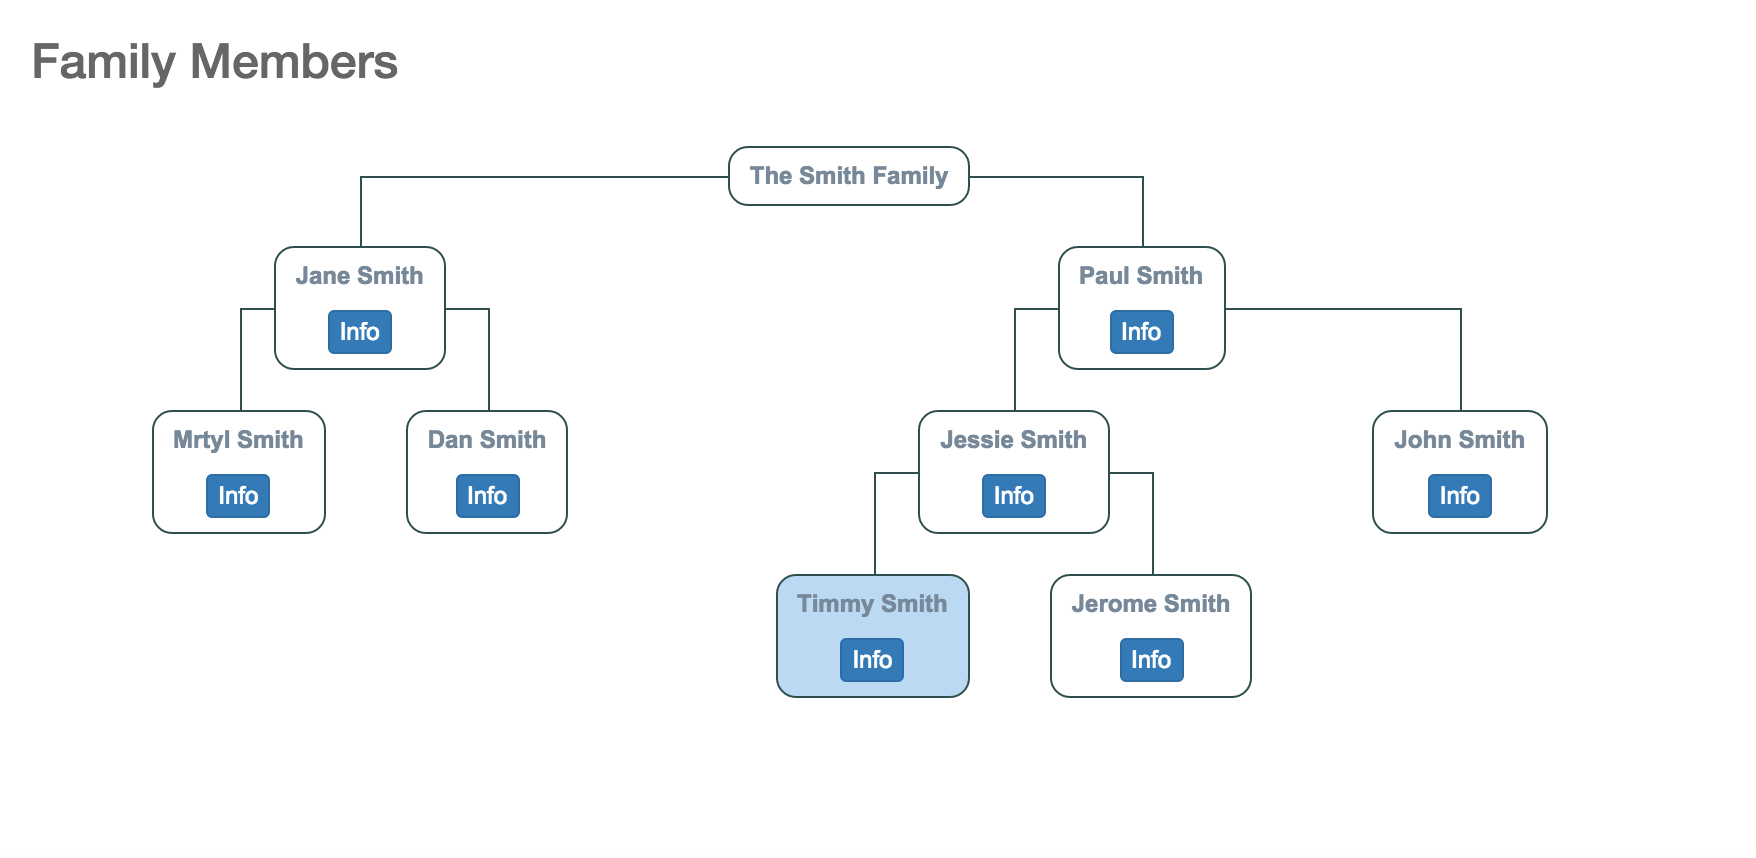 Family Members
The Smith Family
Jane Smith
Info
Paul Smith
Info
Mrtyl Smith
Info
Dan Smith
Info
Jessie Smith
Info
John Smith
Info
Timmy Smith
Info
Jerome Smith
Info